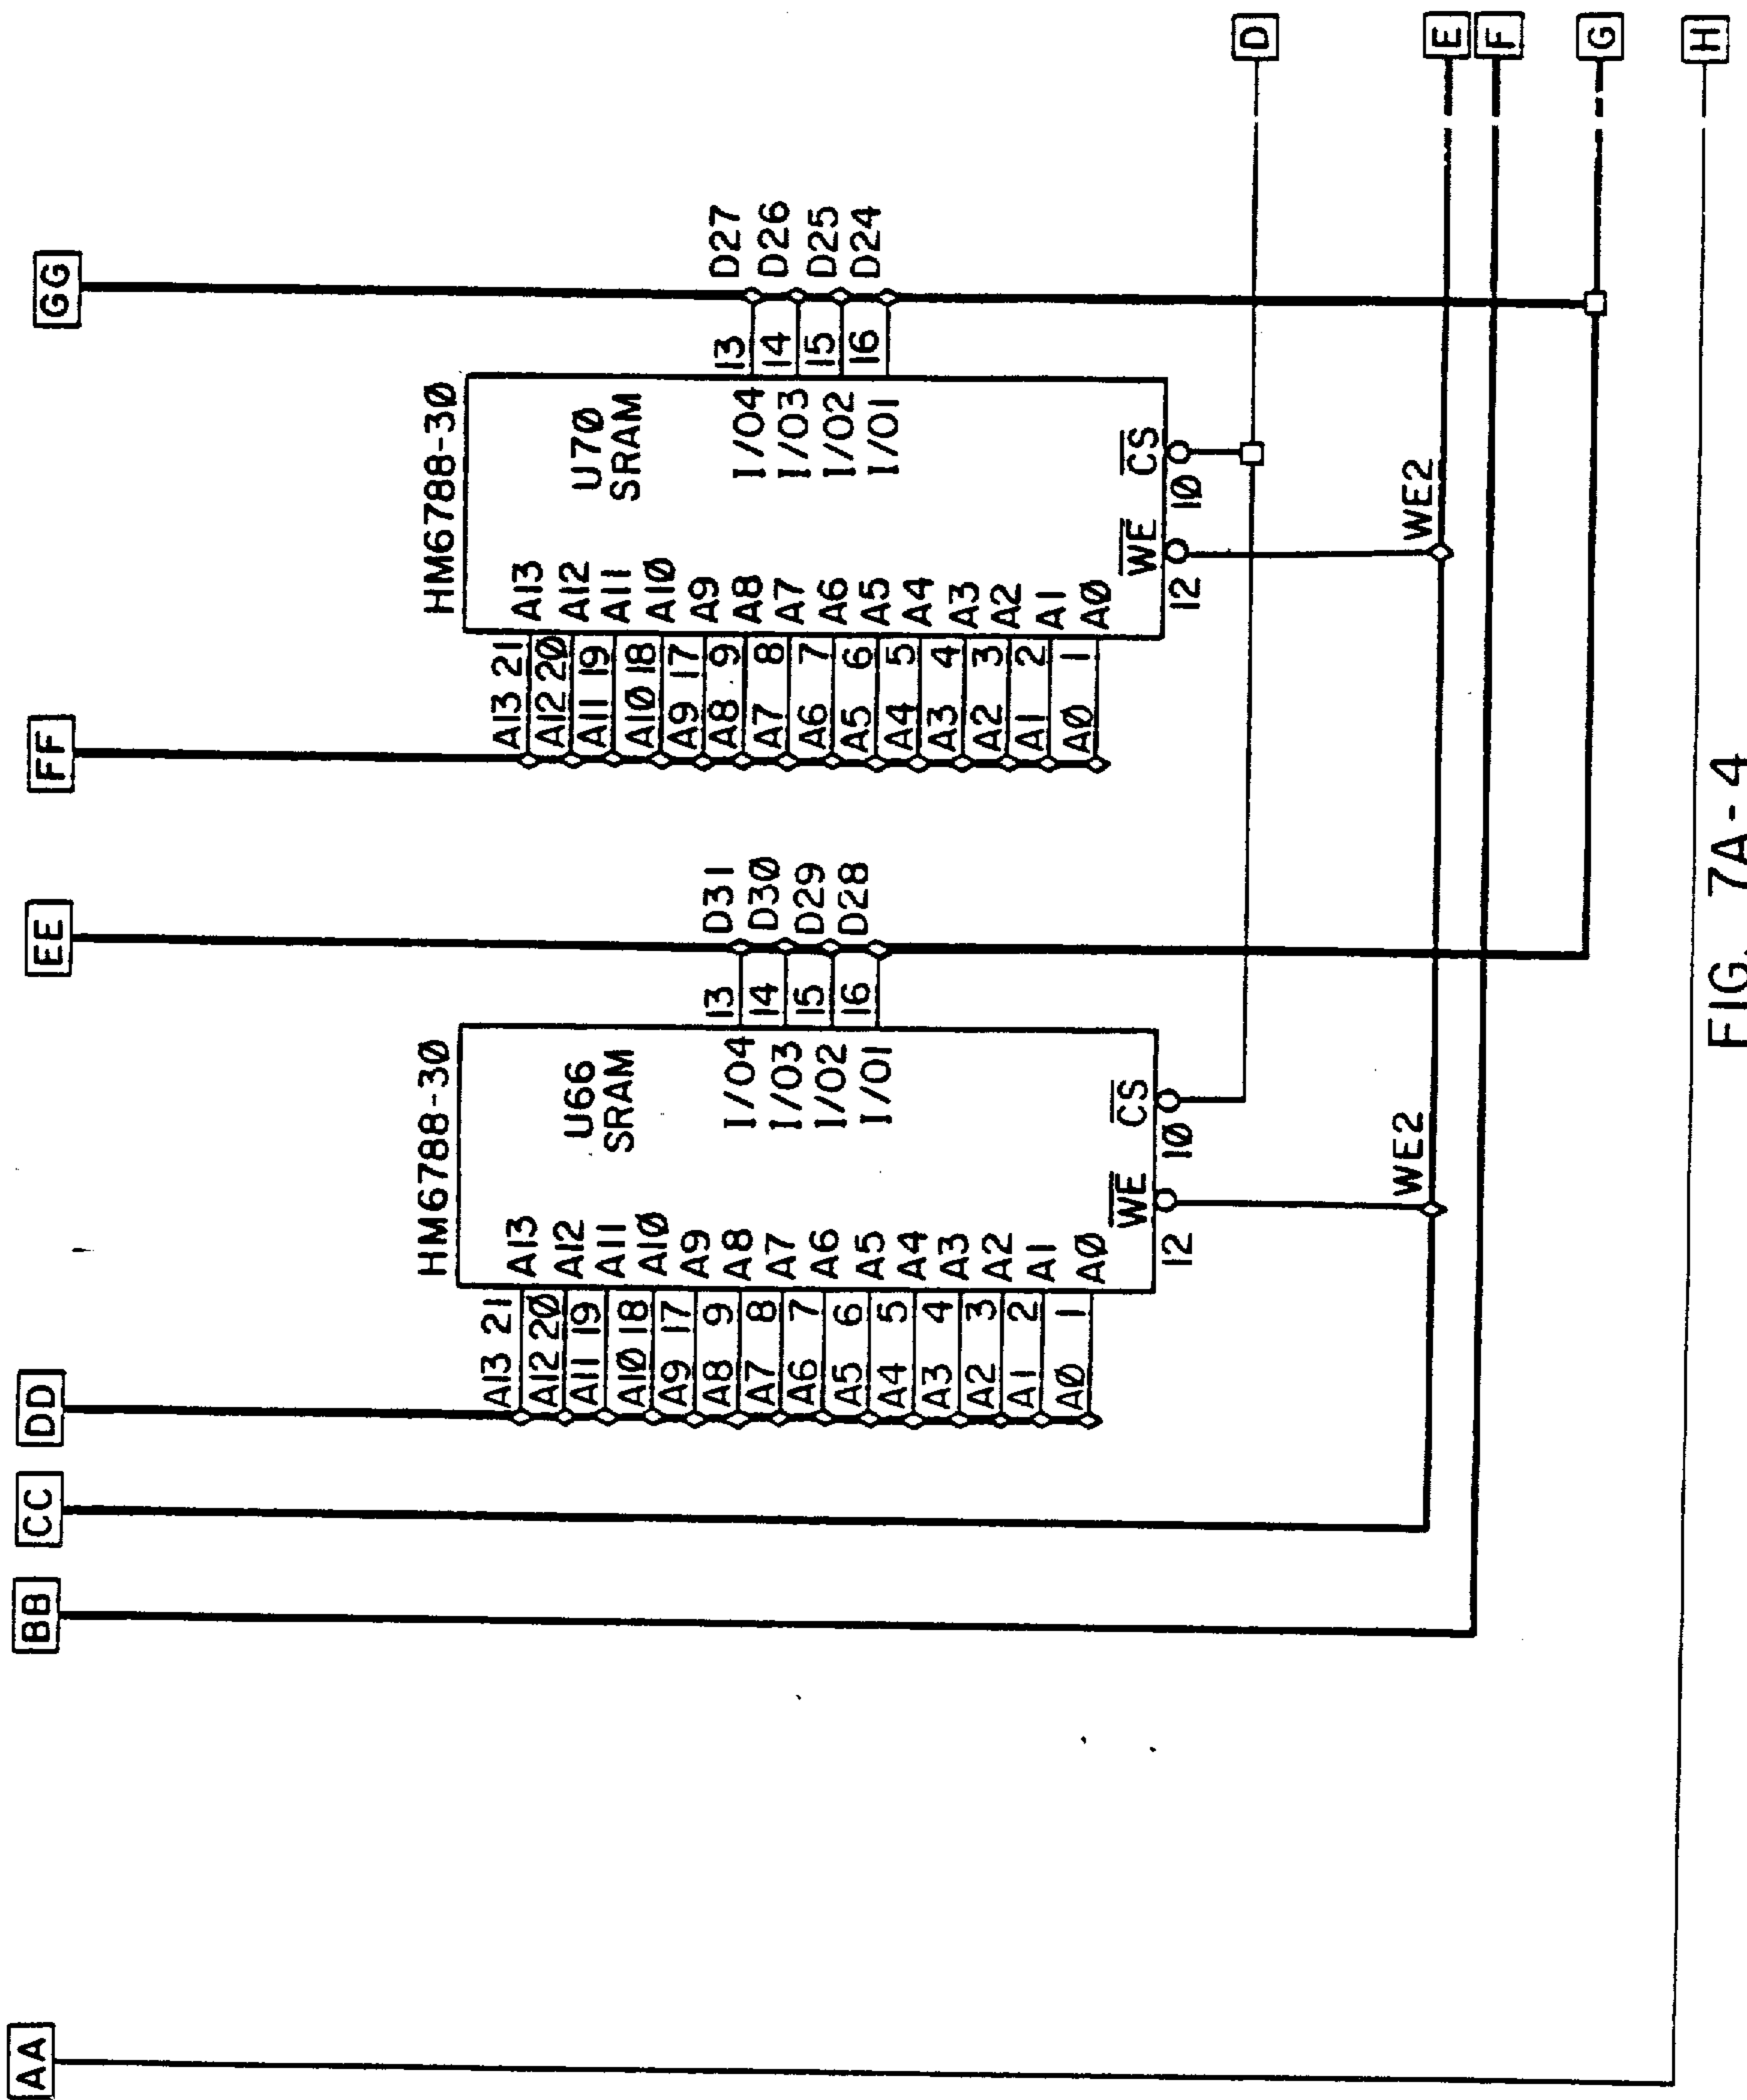 AA
BB
CC
DD
EE
FF
GG
HM6788-30
U66
SRAM
A13 21 A13
A12 20 A12
A11 19 A11
A10 18 A10
A9 17 A9
A8 9 A8
A7 8 A7
A6 7 A6
A5 6 A5
A4 5 A4
A3 4 A3
A2 3 A2
A1 2 A1
A0 1 A0
I/O4 13 D31
I/O3 14 D30
I/O2 15 D29
I/O1 16 D28
WE CS
12 10
WE2
HM6788-30
U70
SRAM
A13 21 A13
A12 20 A12
A11 19 A11
A10 18 A10
A9 17 A9
A8 9 A8
A7 8 A7
A6 7 A6
A5 6 A5
A4 5 A4
A3 4 A3
A2 3 A2
A1 2 A1
A0 1 A0
I/O4 13 D27
I/O3 14 D26
I/O2 15 D25
I/O1 16 D24
WE CS
12 10
WE2
D
E
F
G
H
FIG. 7A-4